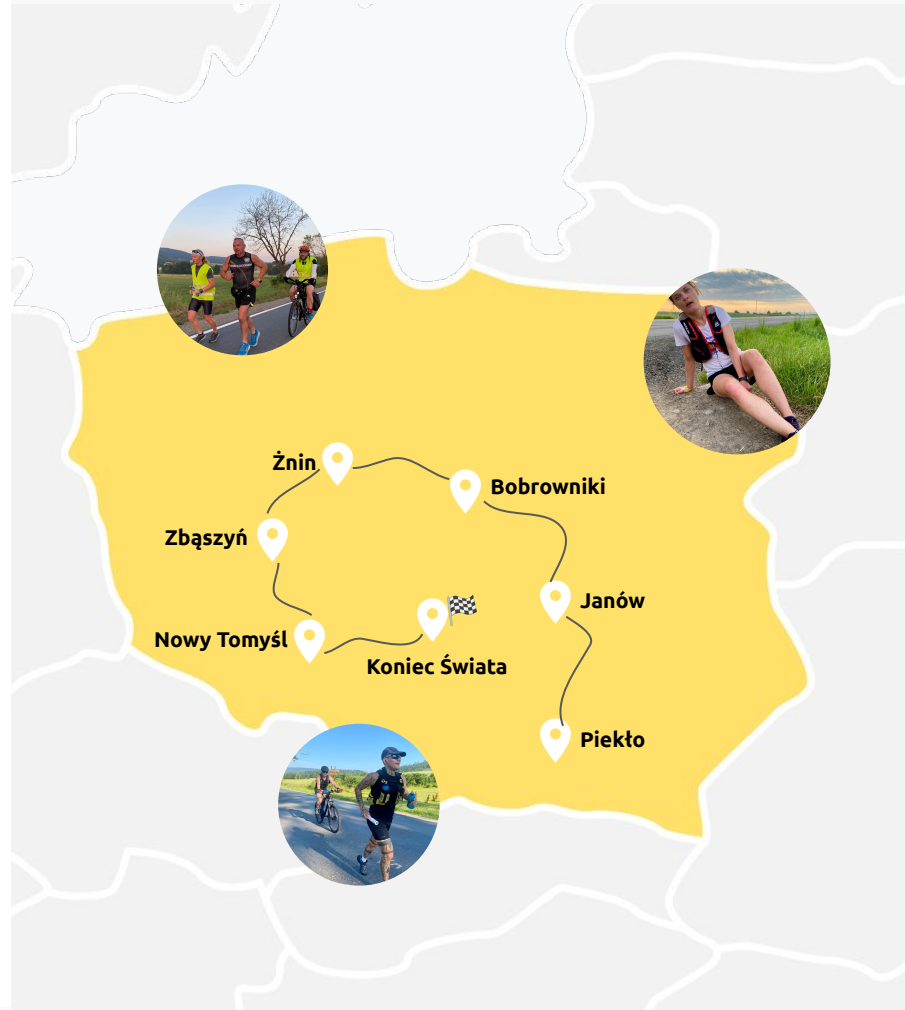 Żnin
Bobrowniki
Zbąszyń
Janów
Nowy Tomyśl
Koniec Świata
Piekło